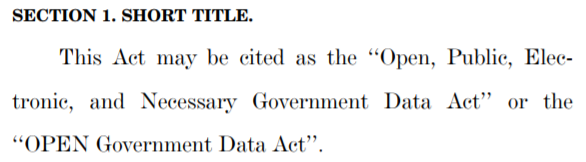 SECTION 1. SHORT TITLE.
This Act may be cited as the “Open, Public, Elec-
tronic, and Necessary Government Data Act” or the
“OPEN Government Data Act”.